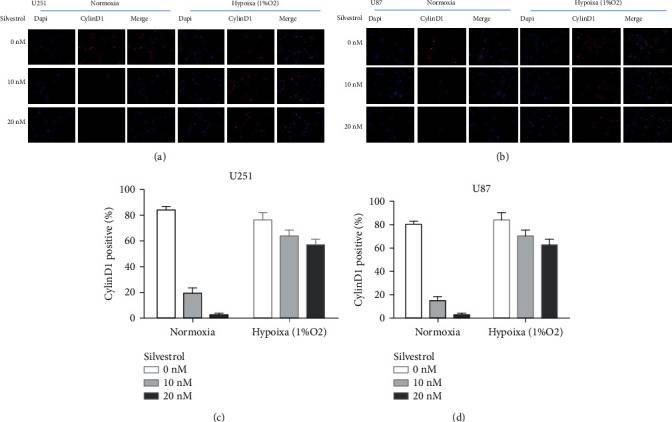 U251 Normoxia Hypoixa (1%O2)
Silvestrol Dapi CylinD1 Merge Dapi CylinD1 Merge
0 nM
10 nM
20 nM
(a)
U87 Normoxia Hypoixa (1%O2)
Silvestrol Dapi CylinD1 Merge Dapi CylinD1 Merge
0 nM
10 nM
20 nM
(b)
U251
CylinD1 positive (%)
100
80
60
40
20
0
Normoxia Hypoixa (1%O2)
Silvestrol
0 nM
10 nM
20 nM
(c)
U87
CylinD1 positive (%)
100
80
60
40
20
0
Normoxia Hypoixa (1%O2)
Silvestrol
0 nM
10 nM
20 nM
(d)